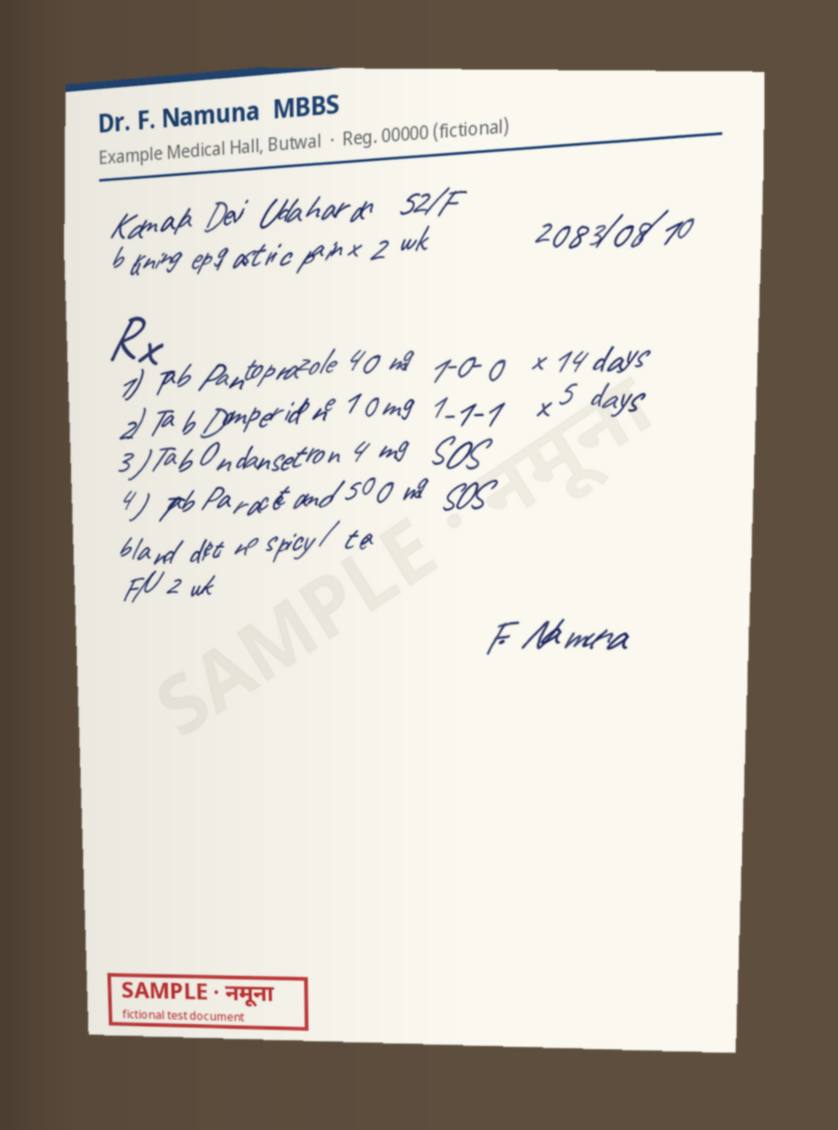 Dr. F. Namuna MBBS
Example Medical Hall, Butwal · Reg. 00000 (fictional)
Kamala Devi Udaharan 52/F
2083/08/10
burning epigastric pain x 2 wk
Rx
1) Tab Pantoprazole 40 mg 1-0-0 x 14 days
2) Tab Domperidone 10 mg 1-1-1 x 5 days
3) Tab Ondansetron 4 mg SOS
4) Tab Paracetamol 500 mg SOS
bland diet no spicy / tea
F/U 2 wk
F. Namuna
SAMPLE · नमूना
SAMPLE · नमूना
fictional test document